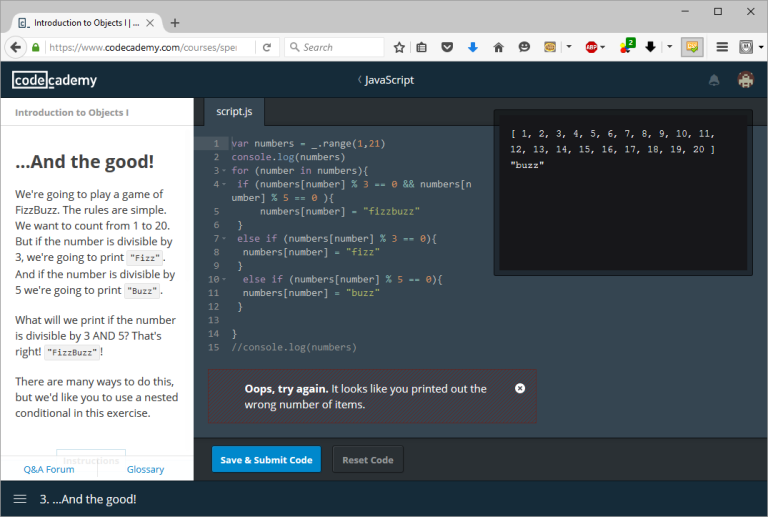 Introduction to Objects I | ...
https://www.codecademy.com/courses/spe
Search
ABP
2
codecademy
JavaScript
Introduction to Objects I
script.js
...And the good!
We're going to play a game of
FizzBuzz. The rules are simple.
We want to count from 1 to 20.
But if the number is divisible by
3, we're going to print "Fizz".
And if the number is divisible by
5 we're going to print "Buzz".
What will we print if the number
is divisible by 3 AND 5? That's
right! "FizzBuzz"!
There are many ways to do this,
but we'd like you to use a nested
conditional in this exercise.
Instructions
Q&A Forum
Glossary
1 var numbers = _.range(1,21)
2 console.log(numbers)
3 for (number in numbers){
4 if (numbers[number] % 3 == 0 && numbers[n
umber] % 5 == 0 ){
5 numbers[number] = "fizzbuzz"
6 }
7 else if (numbers[number] % 3 == 0){
8 numbers[number] = "fizz"
9 }
10 else if (numbers[number] % 5 == 0){
11 numbers[number] = "buzz"
12 }
13
14 }
15 //console.log(numbers)
[ 1, 2, 3, 4, 5, 6, 7, 8, 9, 10, 11,
12, 13, 14, 15, 16, 17, 18, 19, 20 ]
"buzz"
Oops, try again. It looks like you printed out the
wrong number of items.
Save & Submit Code
Reset Code
3. ...And the good!